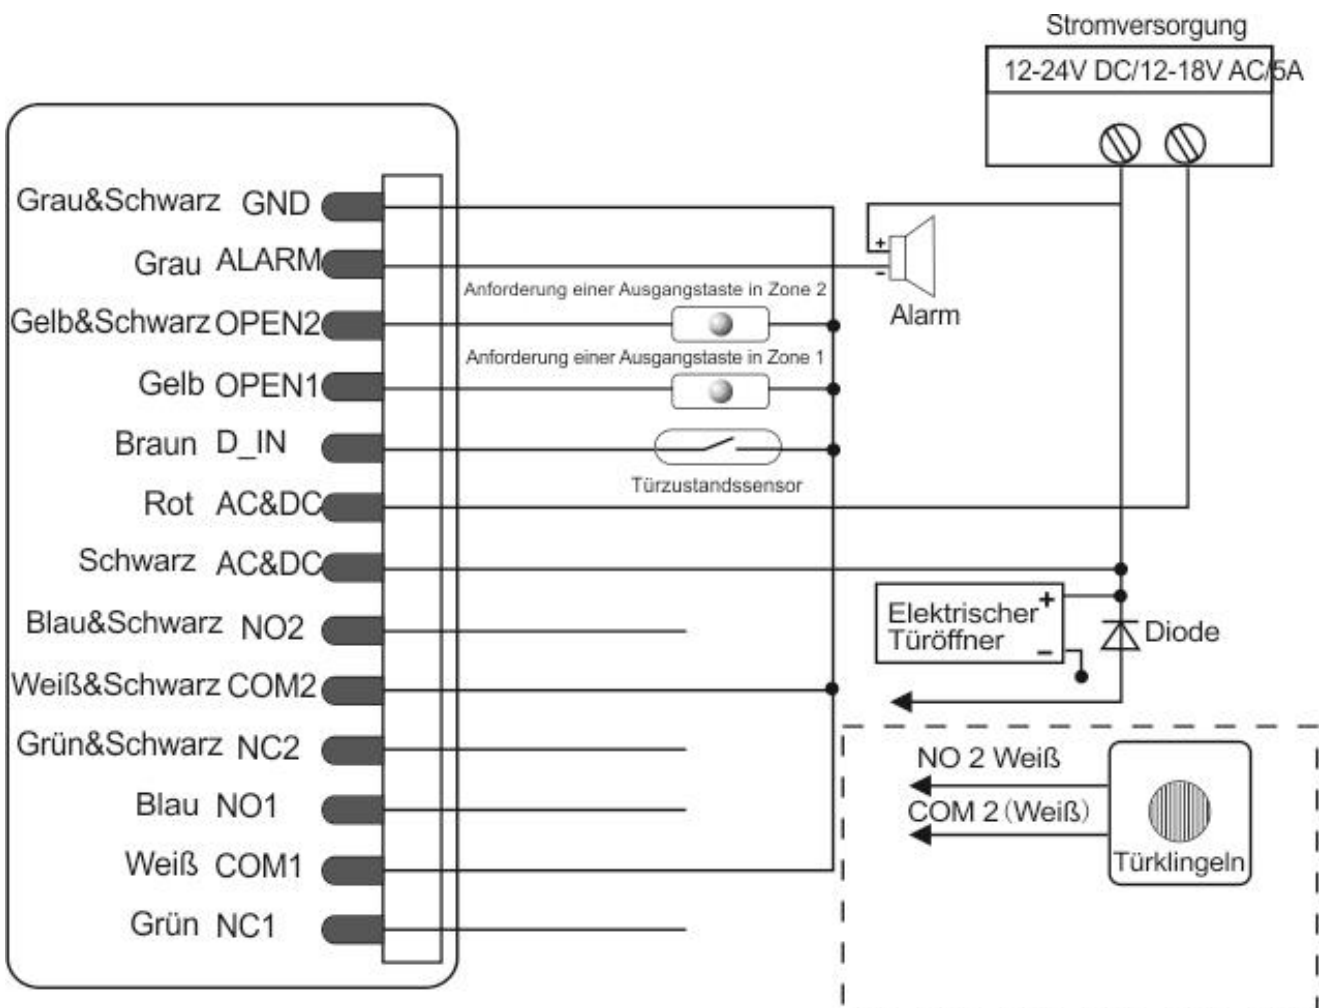 Stromversorgung
12-24V DC/12-18V AC/5A
Grau&Schwarz GND
Grau ALARM
+
-
Alarm
Anforderung einer Ausgangstaste in Zone 2
Gelb&Schwarz OPEN2
Anforderung einer Ausgangstaste in Zone 1
Gelb OPEN1
Braun D_IN
Türzustandssensor
Rot AC&DC
Schwarz AC&DC
Elektrischer +
Türöffner -
Diode
Blau&Schwarz NO2
Weiß&Schwarz COM2
Grün&Schwarz NC2
NO 2 Weiß
COM 2 (Weiß)
Türklingeln
Blau NO1
Weiß COM1
Grün NC1